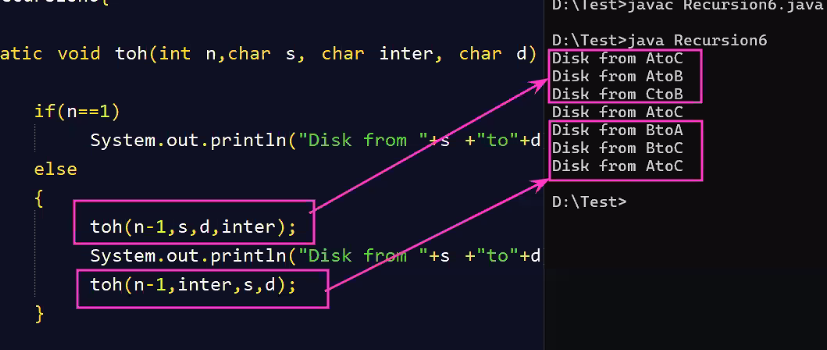 static void toh(int n,char s, char inter, char d)
if(n==1)
System.out.println("Disk from "+s +"to"+d
else
{
toh(n-1,s,d,inter);
System.out.println("Disk from "+s +"to"+d
toh(n-1,inter,s,d);
}
D:\Test>javac Recursion6.java
D:\Test>java Recursion6
Disk from AtoC
Disk from AtoB
Disk from CtoB
Disk from AtoC
Disk from BtoA
Disk from BtoC
Disk from AtoC
D:\Test>